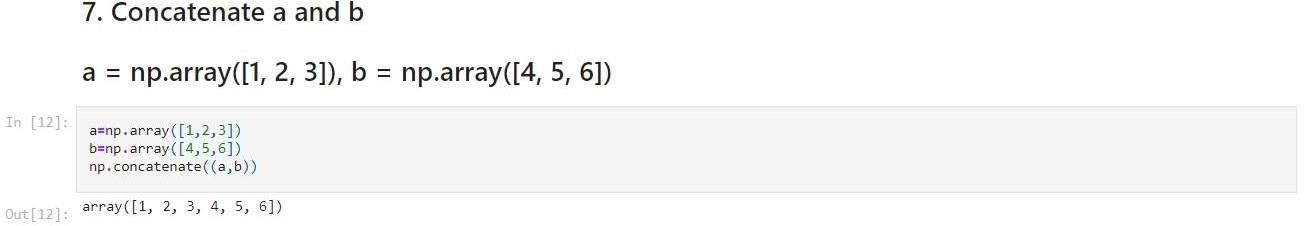 7. Concatenate a and b
a = np.array([1, 2, 3]), b = np.array([4, 5, 6])
In [12]:
a=np.array([1,2,3])
b=np.array([4,5,6])
np.concatenate((a,b))
Out[12]:
array([1, 2, 3, 4, 5, 6])